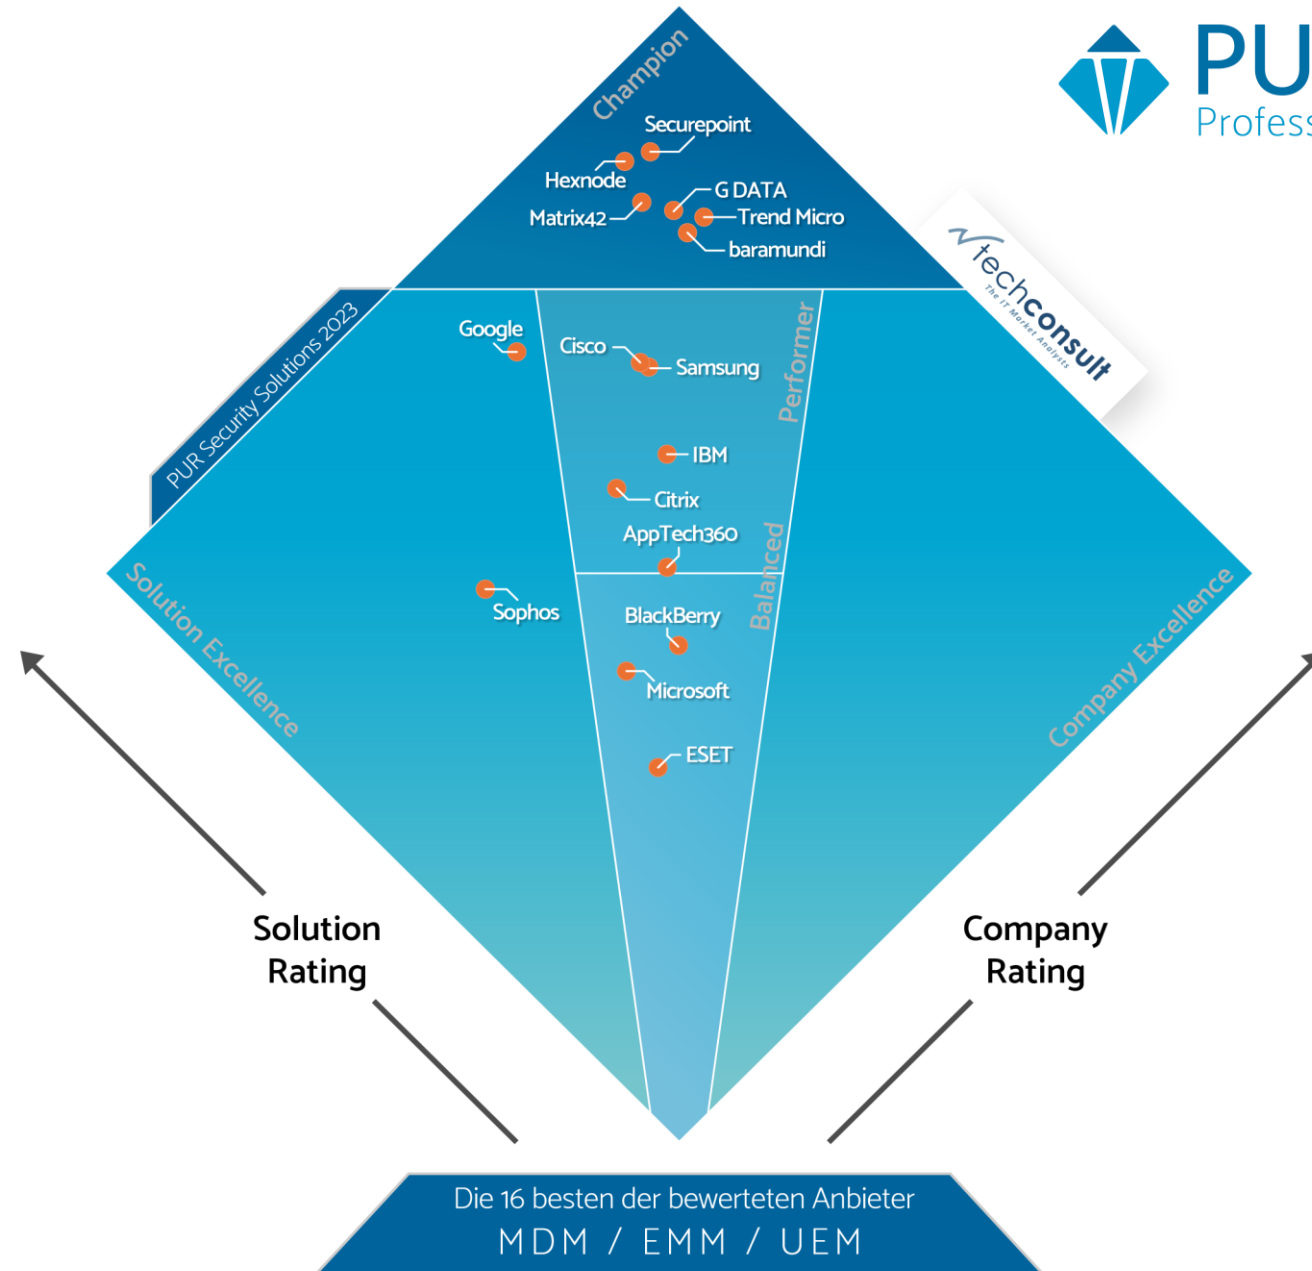 Champion
PU
Profess
Securepoint
Hexnode
G DATA
Matrix42
Trend Micro
baramundi
techconsult
The IT Market Analysts
PUR Security Solutions 2023
Google
Cisco
Samsung
Performer
IBM
Citrix
AppTech360
Balanced
Sophos
BlackBerry
Microsoft
ESET
Solution Excellence
Company Excellence
Solution
Rating
Company
Rating
Die 16 besten der bewerteten Anbieter
MDM / EMM / UEM